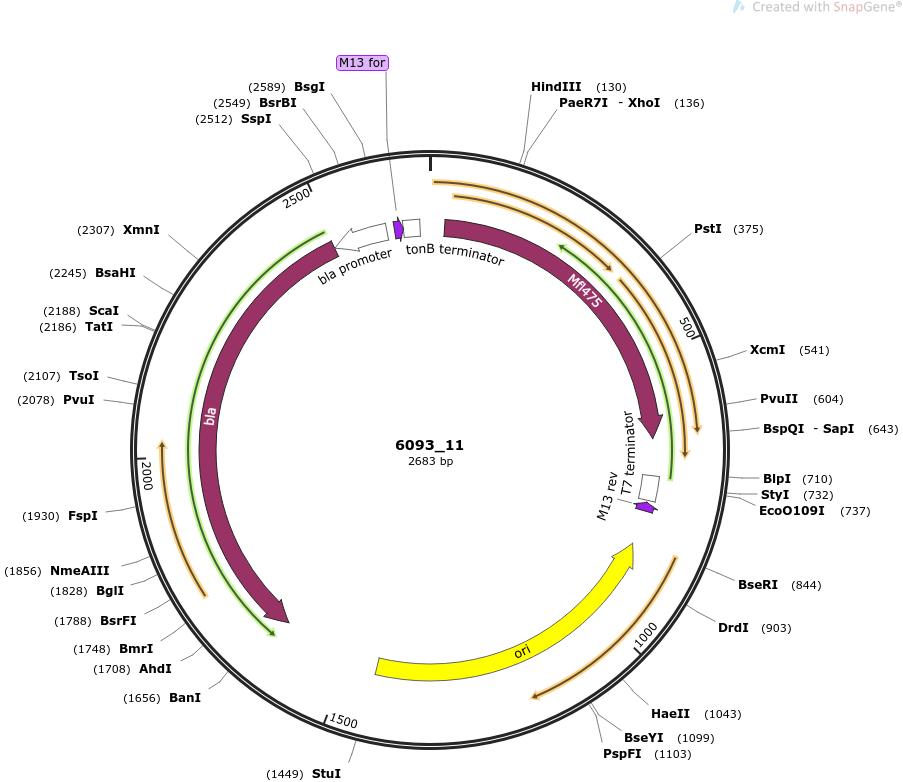 Created with SnapGene®
M13 for
(2589) BsgI
(2549) BsrBI
(2512) SspI
HindIII (130)
PaeR7I - XhoI (136)
(2307) XmnI
(2245) BsaHI
(2188) ScaI
(2186) TatI
(2107) TsoI
(2078) PvuI
(1930) FspI
(1856) NmeAIII
(1828) BglI
(1788) BsrFI
(1748) BmrI
(1708) AhdI
(1656) BanI
(1449) StuI
PstI (375)
XcmI (541)
PvuII (604)
BspQI - SapI (643)
BlpI (710)
StyI (732)
EcoO109I (737)
BseRI (844)
DrdI (903)
HaeII (1043)
BseYI (1099)
PspFI (1103)
500
1000
1500
2000
2500
bla promoter
tonB terminator
Mfl475
bla
T7 terminator
M13 rev
ori
6093_11
2683 bp